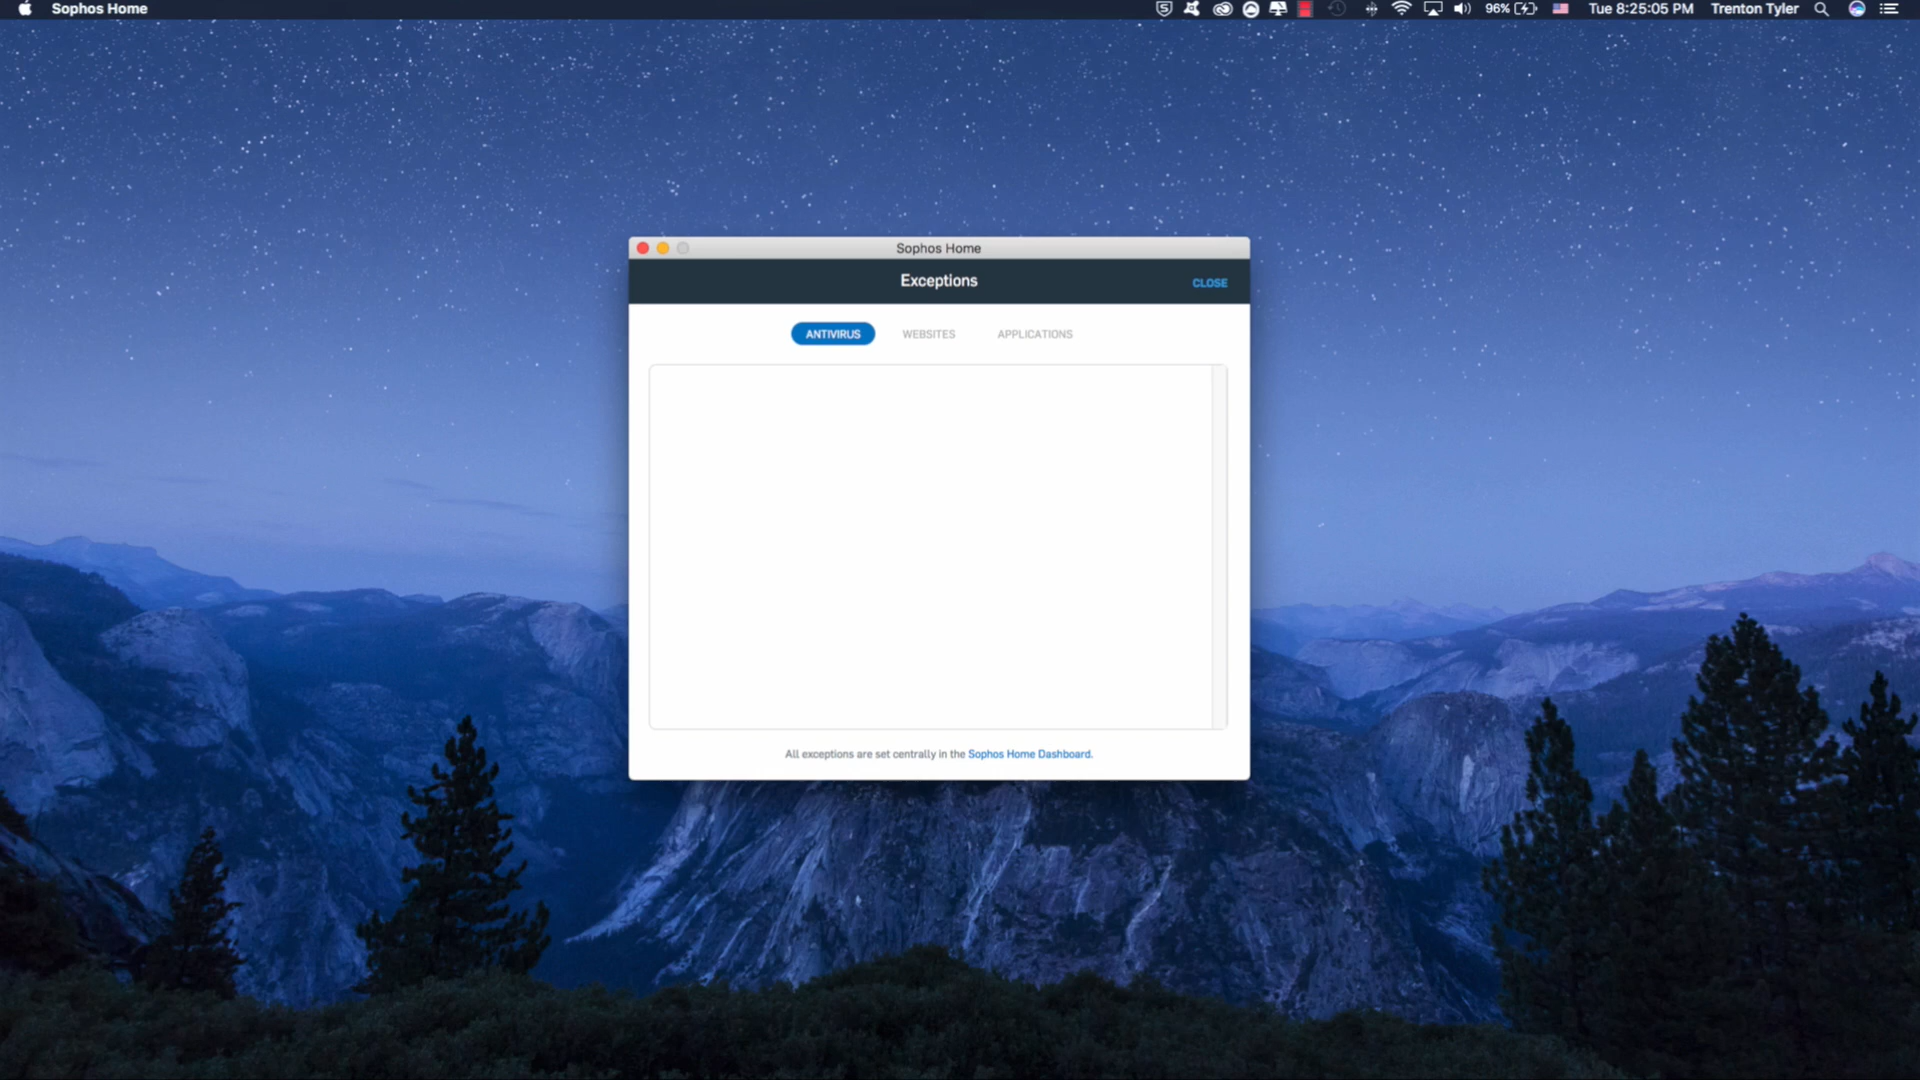 Sophos Home
96%
Tue 8:25:05 PM
Trenton Tyler
Sophos Home
Exceptions
CLOSE
ANTIVIRUS
WEBSITES
APPLICATIONS
All exceptions are set centrally in the Sophos Home Dashboard.